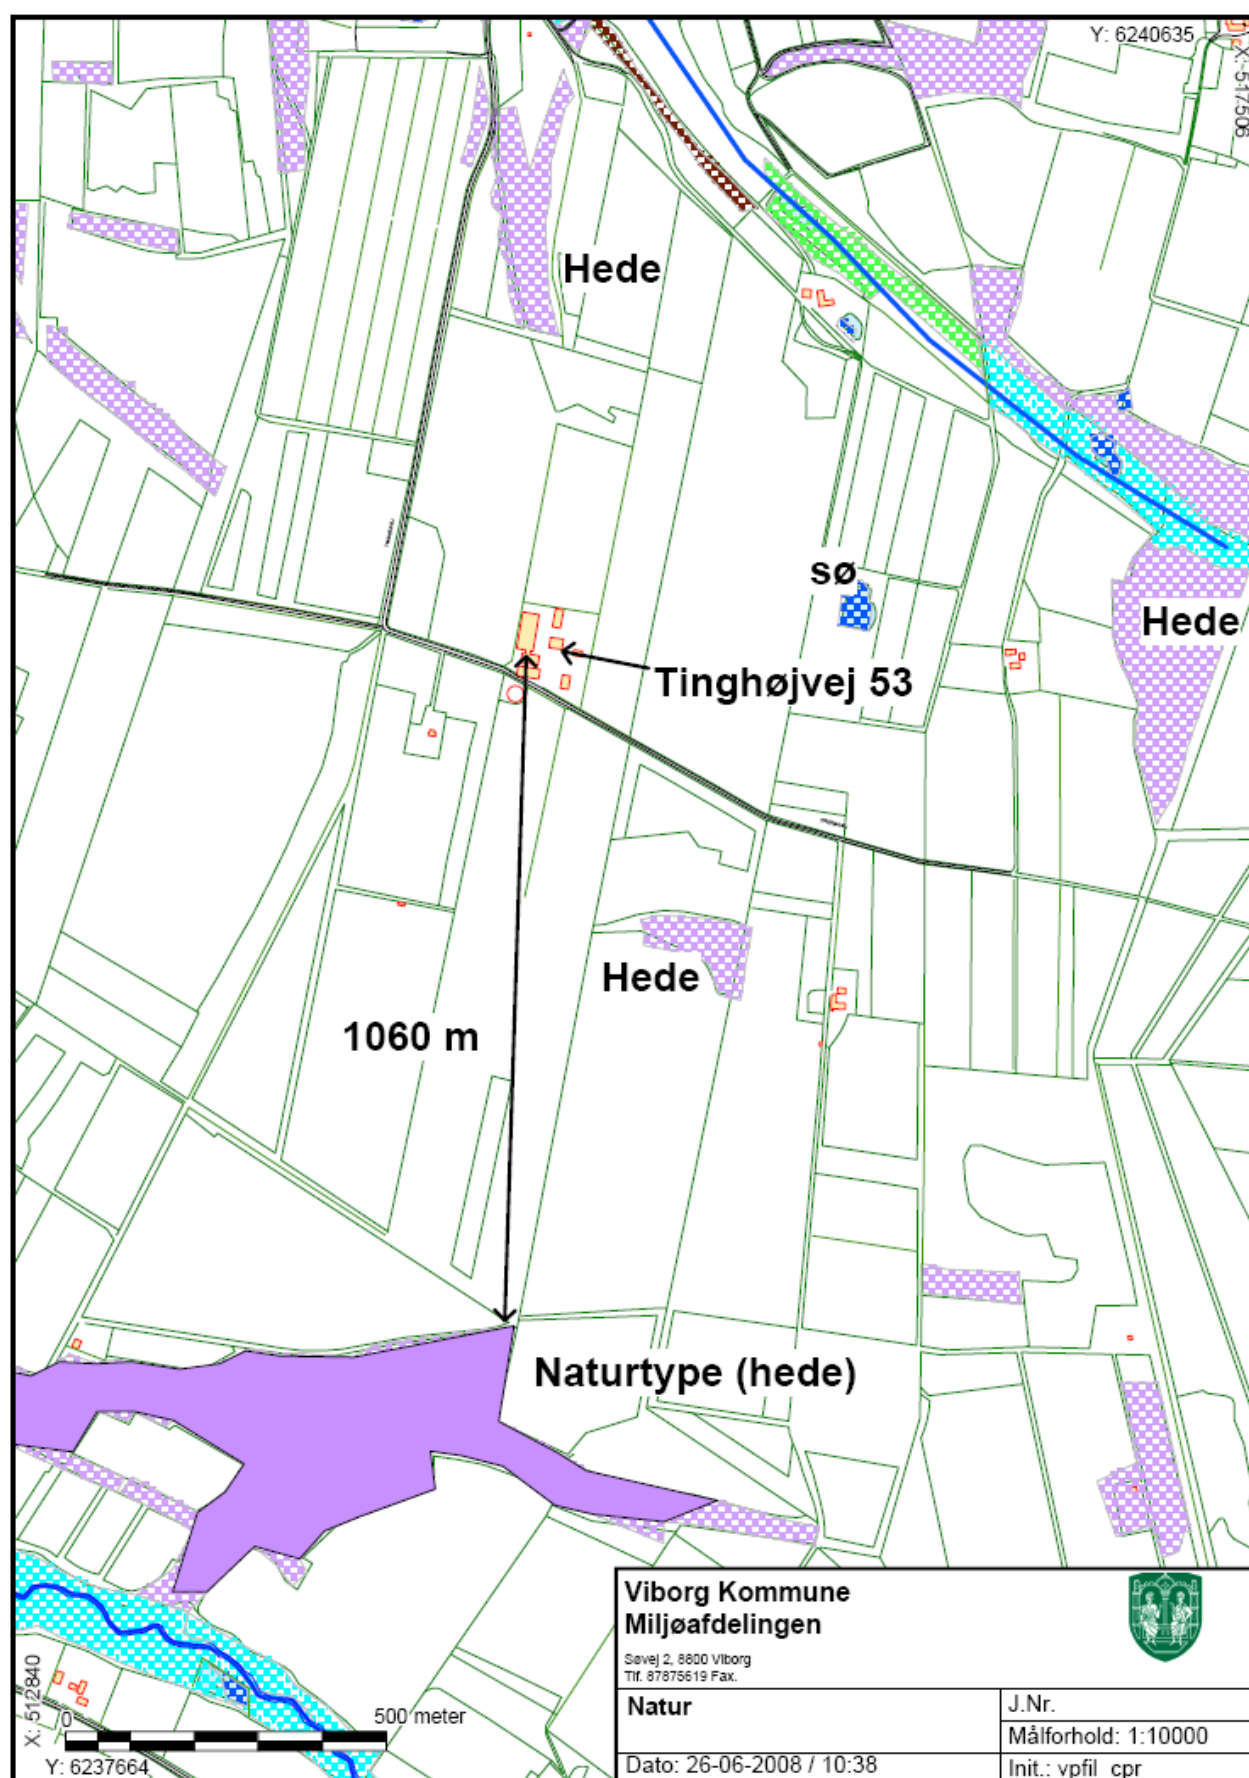 Y: 6240635
X: 517506
Hede
sø
Hede
Tinghøjvej 53
Hede
1060 m
Naturtype (hede)
Viborg Kommune
Miljøafdelingen
Søvej 2, 8800 Viborg
Tlf. 87875619 Fax.
Natur
J.Nr.
Målforhold: 1:10000
Dato: 26-06-2008 / 10:38
Init.: vpfil_cpr
X: 512840
0
500 meter
Y: 6237664